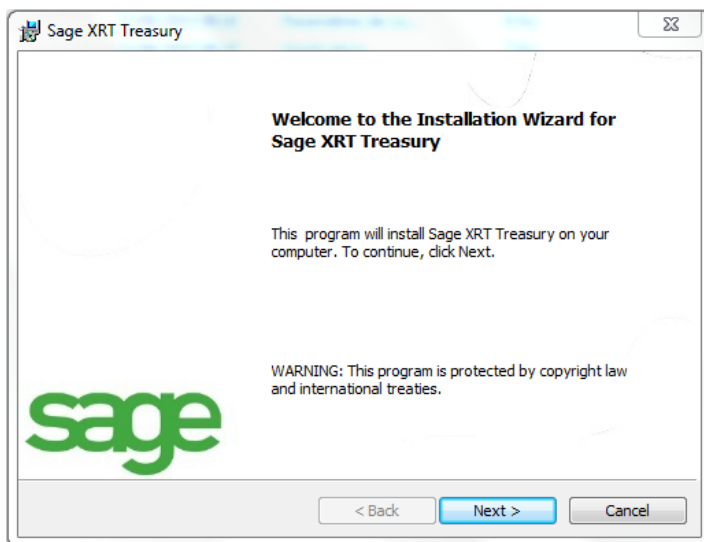 Sage XRT Treasury
Welcome to the Installation Wizard for
Sage XRT Treasury
This program will install Sage XRT Treasury on your
computer. To continue, click Next.
WARNING: This program is protected by copyright law
and international treaties.
sage
< Back
Next >
Cancel